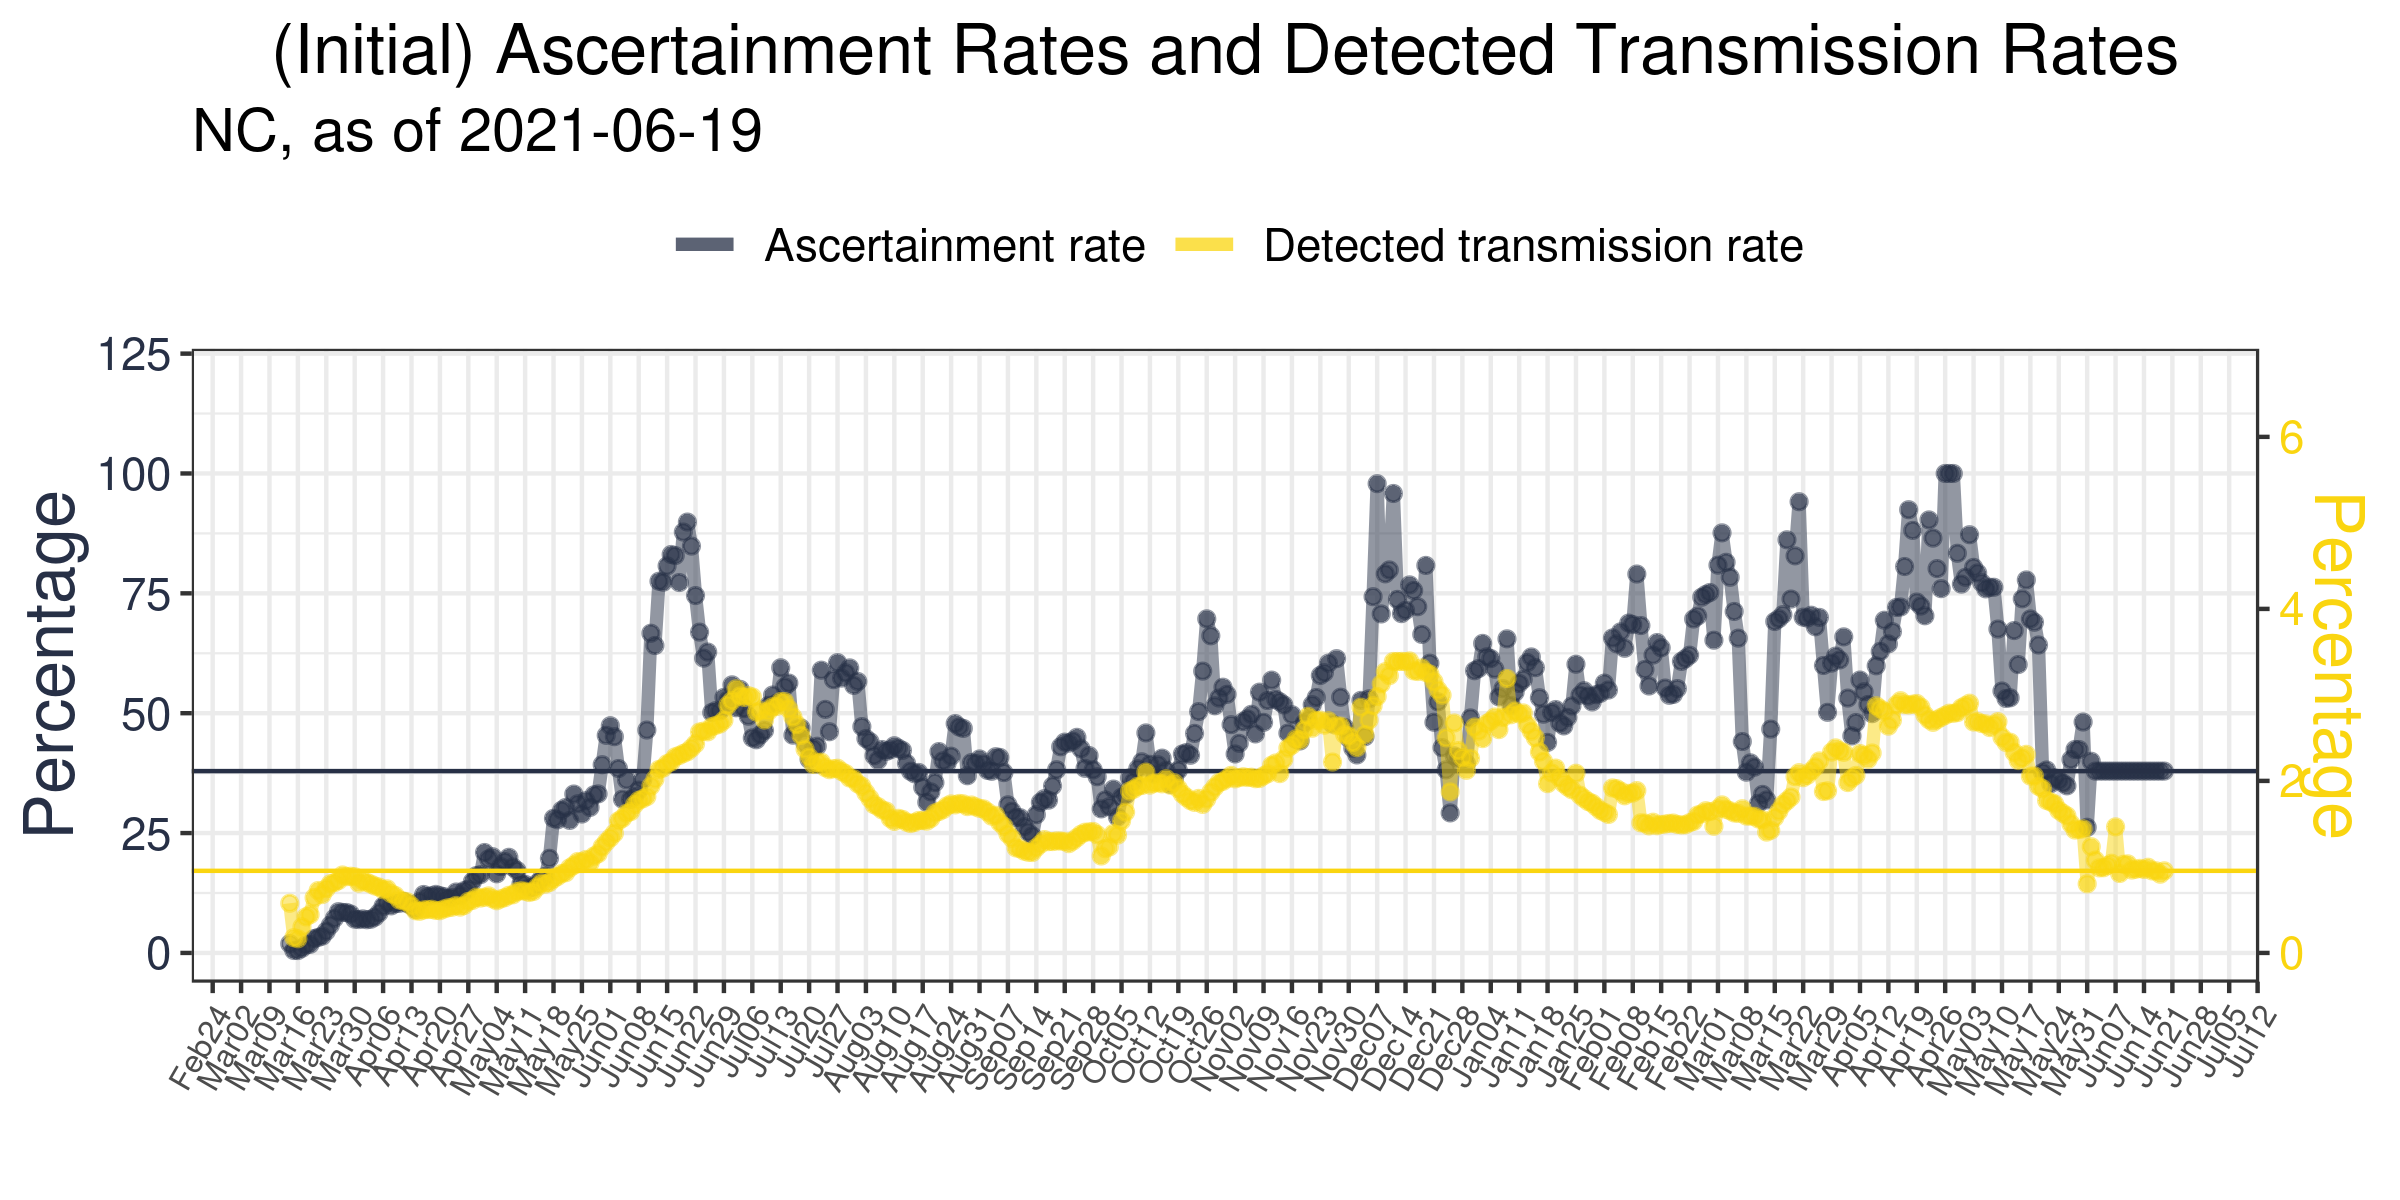 (Initial) Ascertainment Rates and Detected Transmission Rates
NC, as of 2021-06-19
Ascertainment rate
Detected transmission rate
Percentage
125
100
75
50
25
0
6
4
2
0
Percentage
Feb24
Mar02
Mar09
Mar16
Mar23
Mar30
Apr06
Apr13
Apr20
Apr27
May04
May11
May18
May25
Jun01
Jun08
Jun15
Jun22
Jun29
Jul06
Jul13
Jul20
Jul27
Aug03
Aug10
Aug17
Aug24
Aug31
Sep07
Sep14
Sep21
Sep28
Oct05
Oct12
Oct19
Oct26
Nov02
Nov09
Nov16
Nov23
Nov30
Dec07
Dec14
Dec21
Dec28
Jan04
Jan11
Jan18
Jan25
Feb01
Feb08
Feb15
Feb22
Mar01
Mar08
Mar15
Mar22
Mar29
Apr05
Apr12
Apr19
Apr26
May03
May10
May17
May24
May31
Jun07
Jun14
Jun21
Jun28
Jul05
Jul12